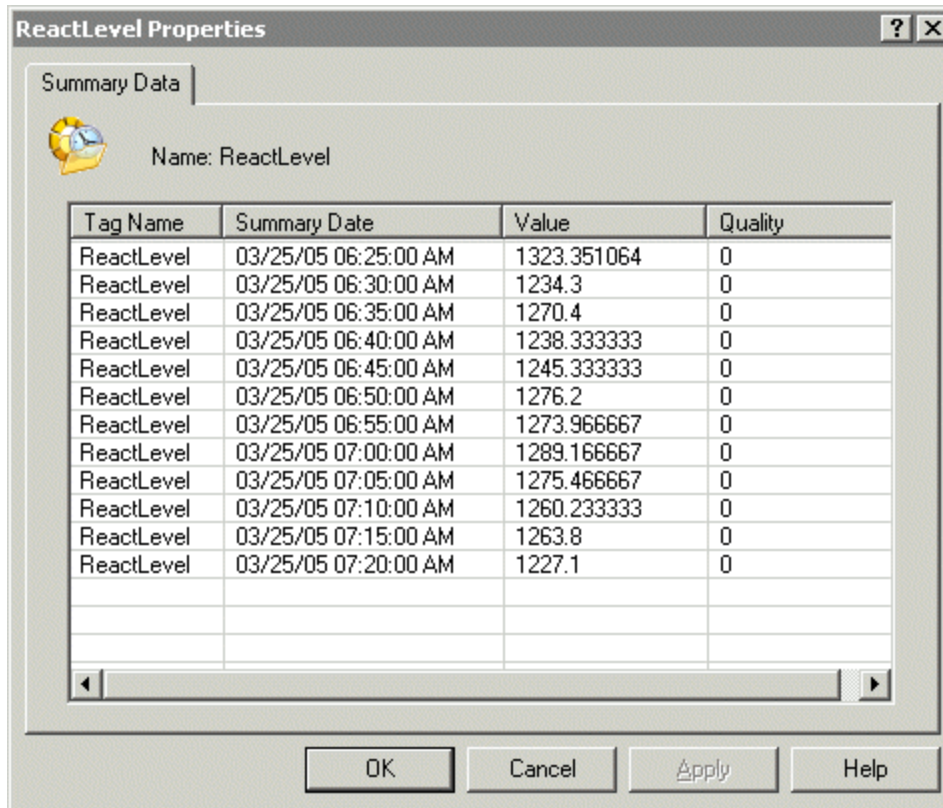 ReactLevel Properties
Summary Data
Name: ReactLevel
Tag Name Summary Date Value Quality
ReactLevel 03/25/05 06:25:00 AM 1323.351064 0
ReactLevel 03/25/05 06:30:00 AM 1234.3 0
ReactLevel 03/25/05 06:35:00 AM 1270.4 0
ReactLevel 03/25/05 06:40:00 AM 1238.333333 0
ReactLevel 03/25/05 06:45:00 AM 1245.333333 0
ReactLevel 03/25/05 06:50:00 AM 1276.2 0
ReactLevel 03/25/05 06:55:00 AM 1273.966667 0
ReactLevel 03/25/05 07:00:00 AM 1289.166667 0
ReactLevel 03/25/05 07:05:00 AM 1275.466667 0
ReactLevel 03/25/05 07:10:00 AM 1260.233333 0
ReactLevel 03/25/05 07:15:00 AM 1263.8 0
ReactLevel 03/25/05 07:20:00 AM 1227.1 0
OK Cancel Apply Help